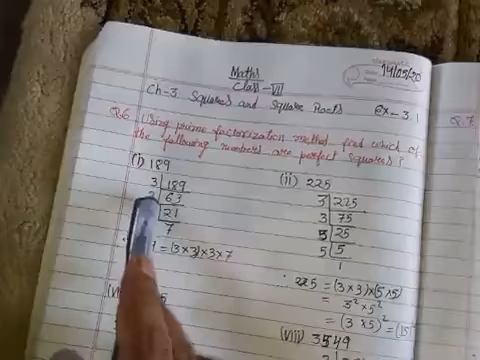 Maths
Class - VII
14/05/20
Ch-3 Squares and Square Roots Ex-3.1
Q.6 Using prime factorization method find which of
the following numbers are perfect squares?
Q.7
(i) 189
3 189
63
21
7
= (3×3)×3×7
(ii) 225
3 225
3 75
5 25
5 5
1
225 = (3×3)×(5×5)
= 3²×5²
= (3×5)² = (15)
(viii) 3549